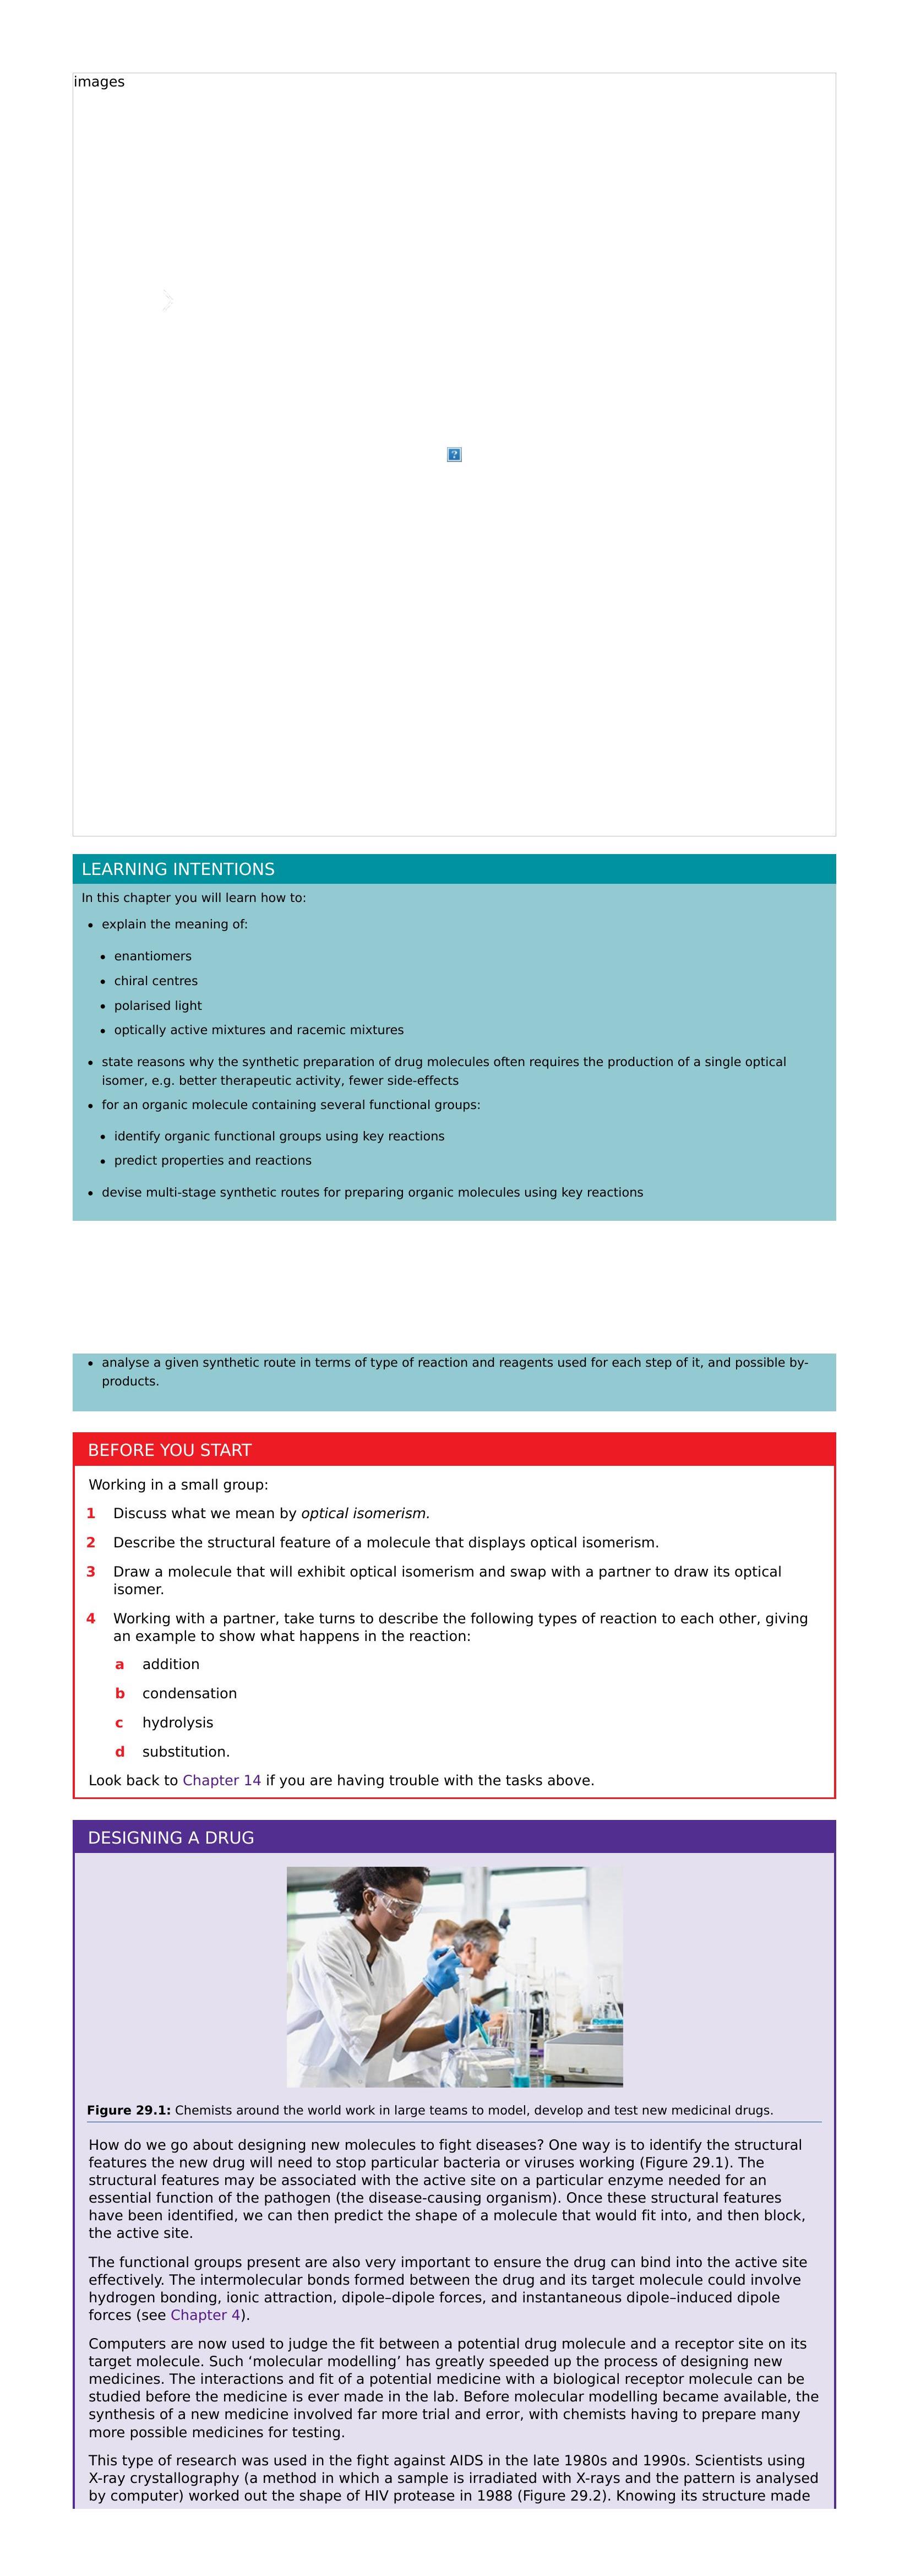 images
LEARNING INTENTIONS
In this chapter you will learn how to:
• explain the meaning of:
• enantiomers
• chiral centres
• polarised light
• optically active mixtures and racemic mixtures
• state reasons why the synthetic preparation of drug molecules often requires the production of a single optical
isomer, e.g. better therapeutic activity, fewer side-effects
• for an organic molecule containing several functional groups:
• identify organic functional groups using key reactions
• predict properties and reactions
• devise multi-stage synthetic routes for preparing organic molecules using key reactions
• analyse a given synthetic route in terms of type of reaction and reagents used for each step of it, and possible by-
products.
BEFORE YOU START
Working in a small group:
1 Discuss what we mean by optical isomerism.
2 Describe the structural feature of a molecule that displays optical isomerism.
3 Draw a molecule that will exhibit optical isomerism and swap with a partner to draw its optical
isomer.
4 Working with a partner, take turns to describe the following types of reaction to each other, giving
an example to show what happens in the reaction:
a addition
b condensation
c hydrolysis
d substitution.
Look back to Chapter 14 if you are having trouble with the tasks above.
DESIGNING A DRUG
Figure 29.1: Chemists around the world work in large teams to model, develop and test new medicinal drugs.
How do we go about designing new molecules to fight diseases? One way is to identify the structural
features the new drug will need to stop particular bacteria or viruses working (Figure 29.1). The
structural features may be associated with the active site on a particular enzyme needed for an
essential function of the pathogen (the disease-causing organism). Once these structural features
have been identified, we can then predict the shape of a molecule that would fit into, and then block,
the active site.
The functional groups present are also very important to ensure the drug can bind into the active site
effectively. The intermolecular bonds formed between the drug and its target molecule could involve
hydrogen bonding, ionic attraction, dipole–dipole forces, and instantaneous dipole–induced dipole
forces (see Chapter 4).
Computers are now used to judge the fit between a potential drug molecule and a receptor site on its
target molecule. Such ‘molecular modelling’ has greatly speeded up the process of designing new
medicines. The interactions and fit of a potential medicine with a biological receptor molecule can be
studied before the medicine is ever made in the lab. Before molecular modelling became available, the
synthesis of a new medicine involved far more trial and error, with chemists having to prepare many
more possible medicines for testing.
This type of research was used in the fight against AIDS in the late 1980s and 1990s. Scientists using
X-ray crystallography (a method in which a sample is irradiated with X-rays and the pattern is analysed
by computer) worked out the shape of HIV protease in 1988 (Figure 29.2). Knowing its structure made